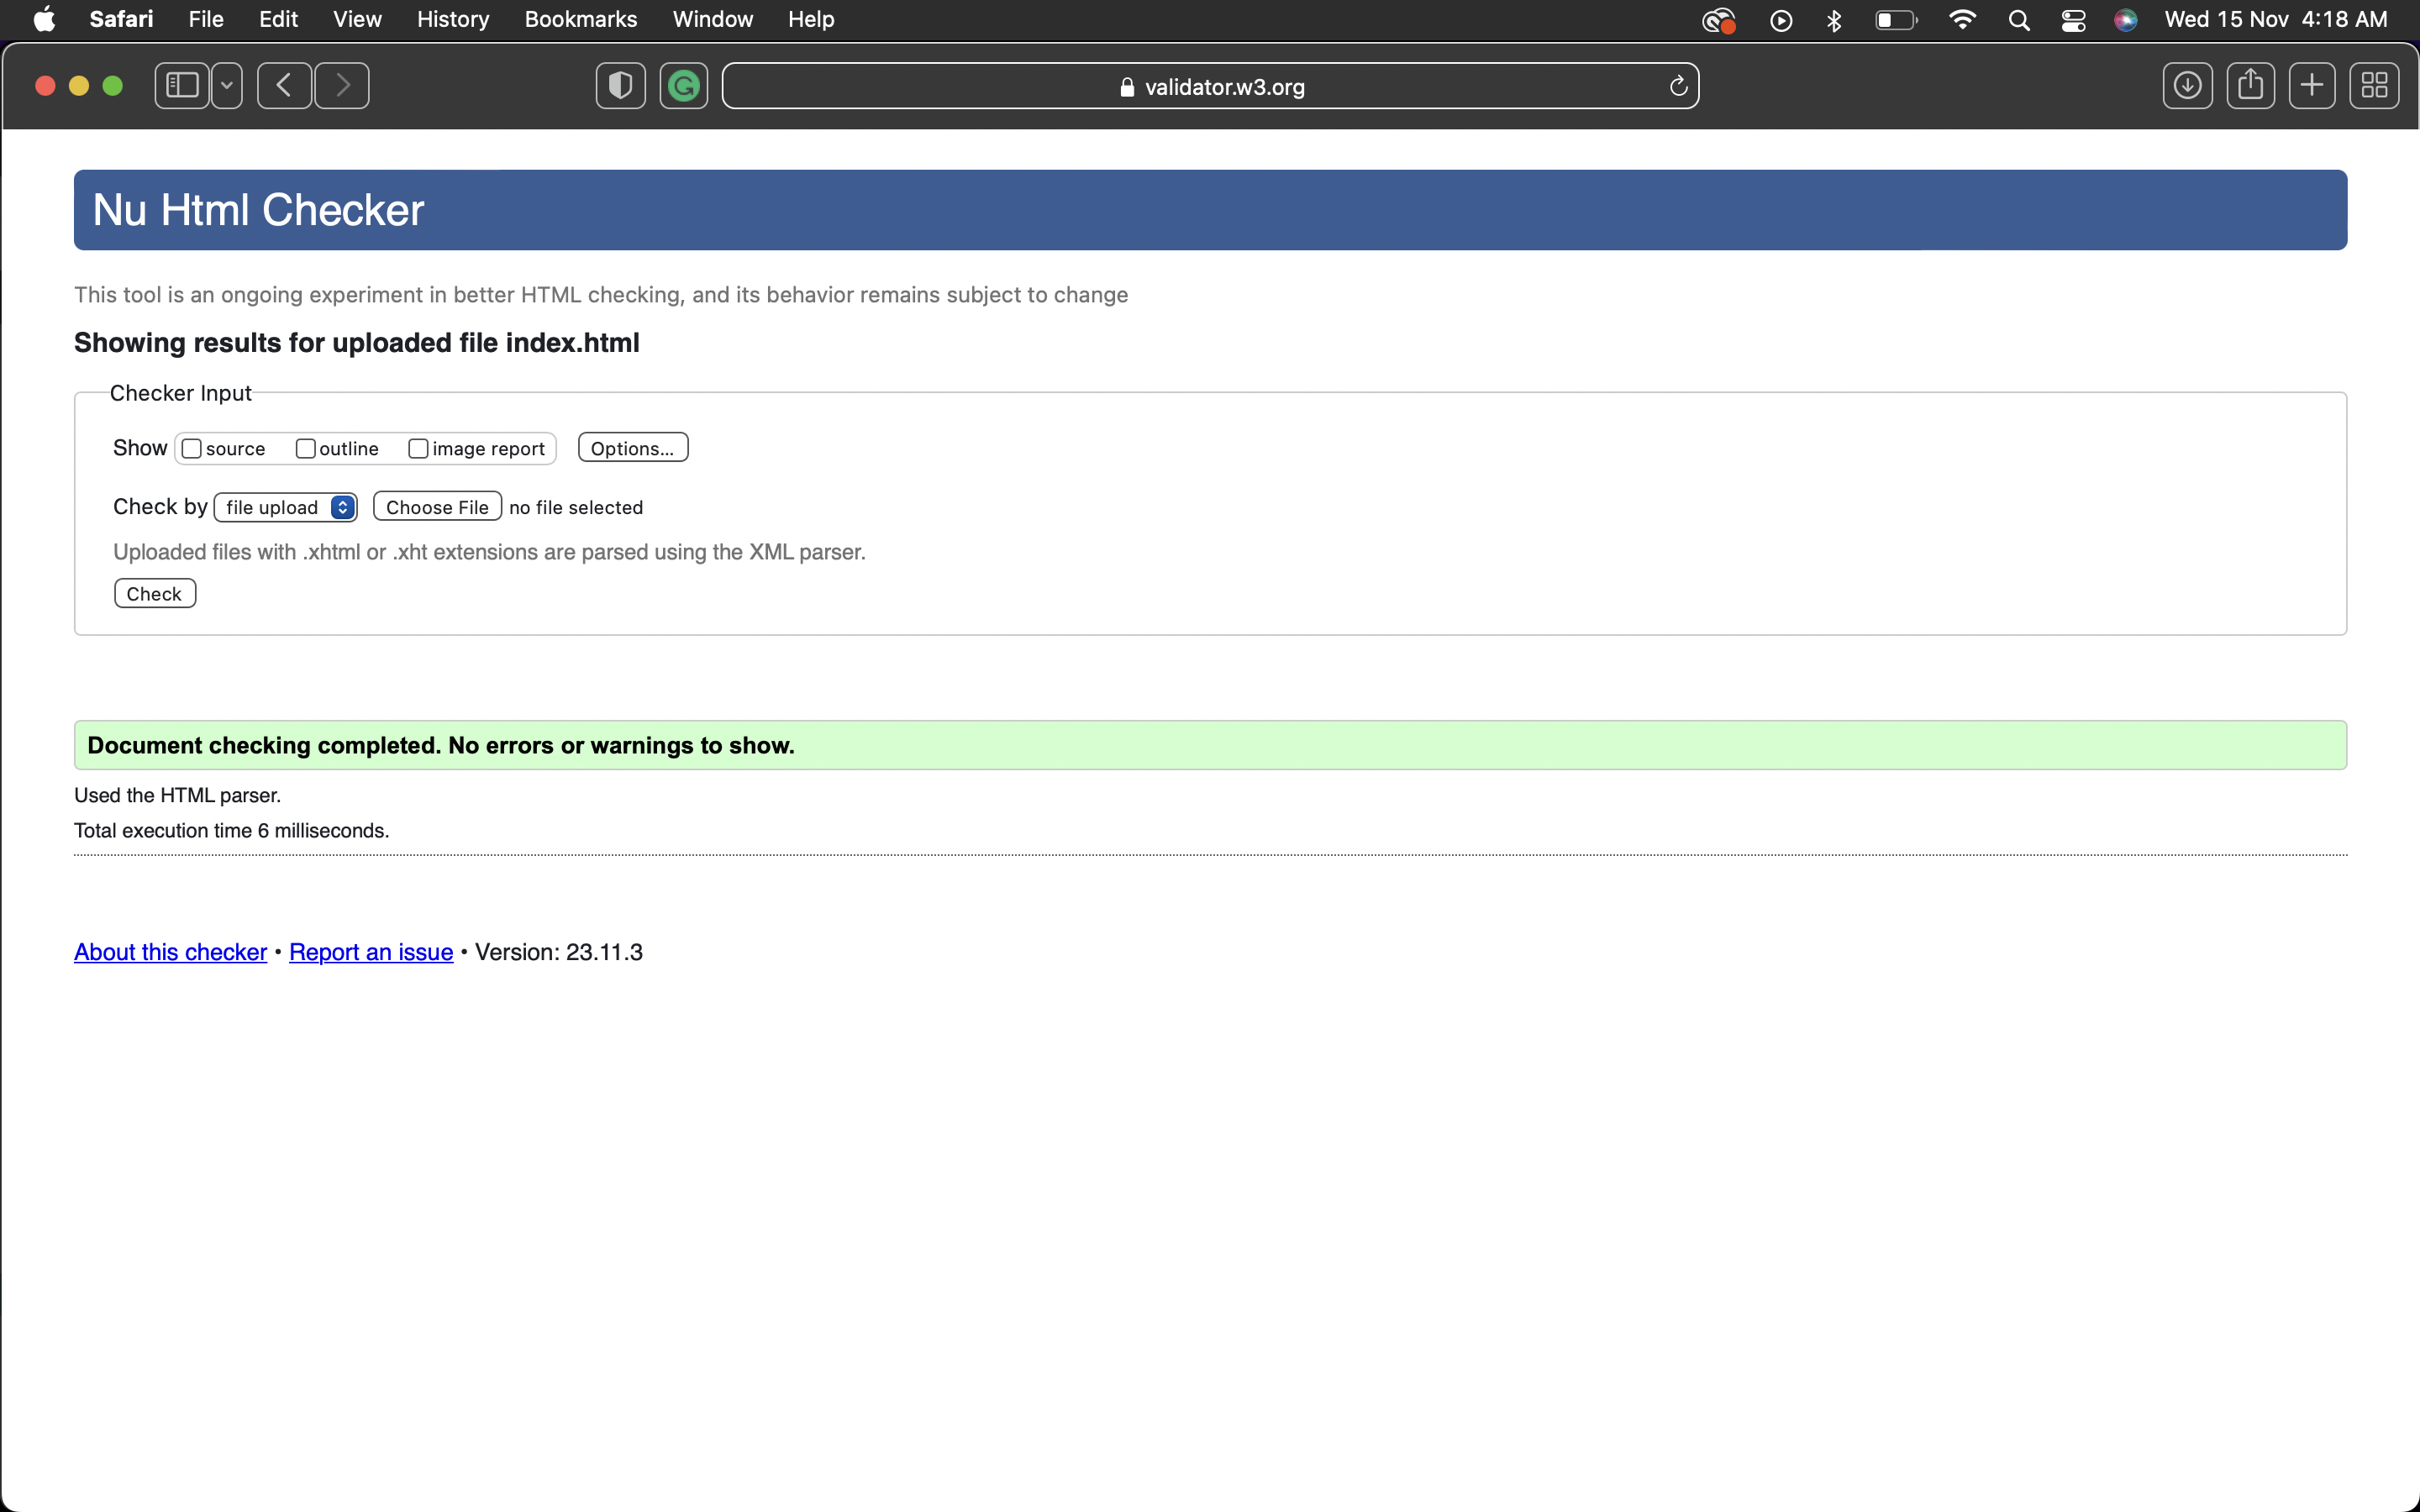 Safari File Edit View History Bookmarks Window Help Wed 15 Nov 4:18 AM
validator.w3.org
Nu Html Checker
This tool is an ongoing experiment in better HTML checking, and its behavior remains subject to change
Showing results for uploaded file index.html
Checker Input
Show source outline image report Options...
Check by file upload Choose File no file selected
Uploaded files with .xhtml or .xht extensions are parsed using the XML parser.
Check
Document checking completed. No errors or warnings to show.
Used the HTML parser.
Total execution time 6 milliseconds.
About this checker • Report an issue • Version: 23.11.3